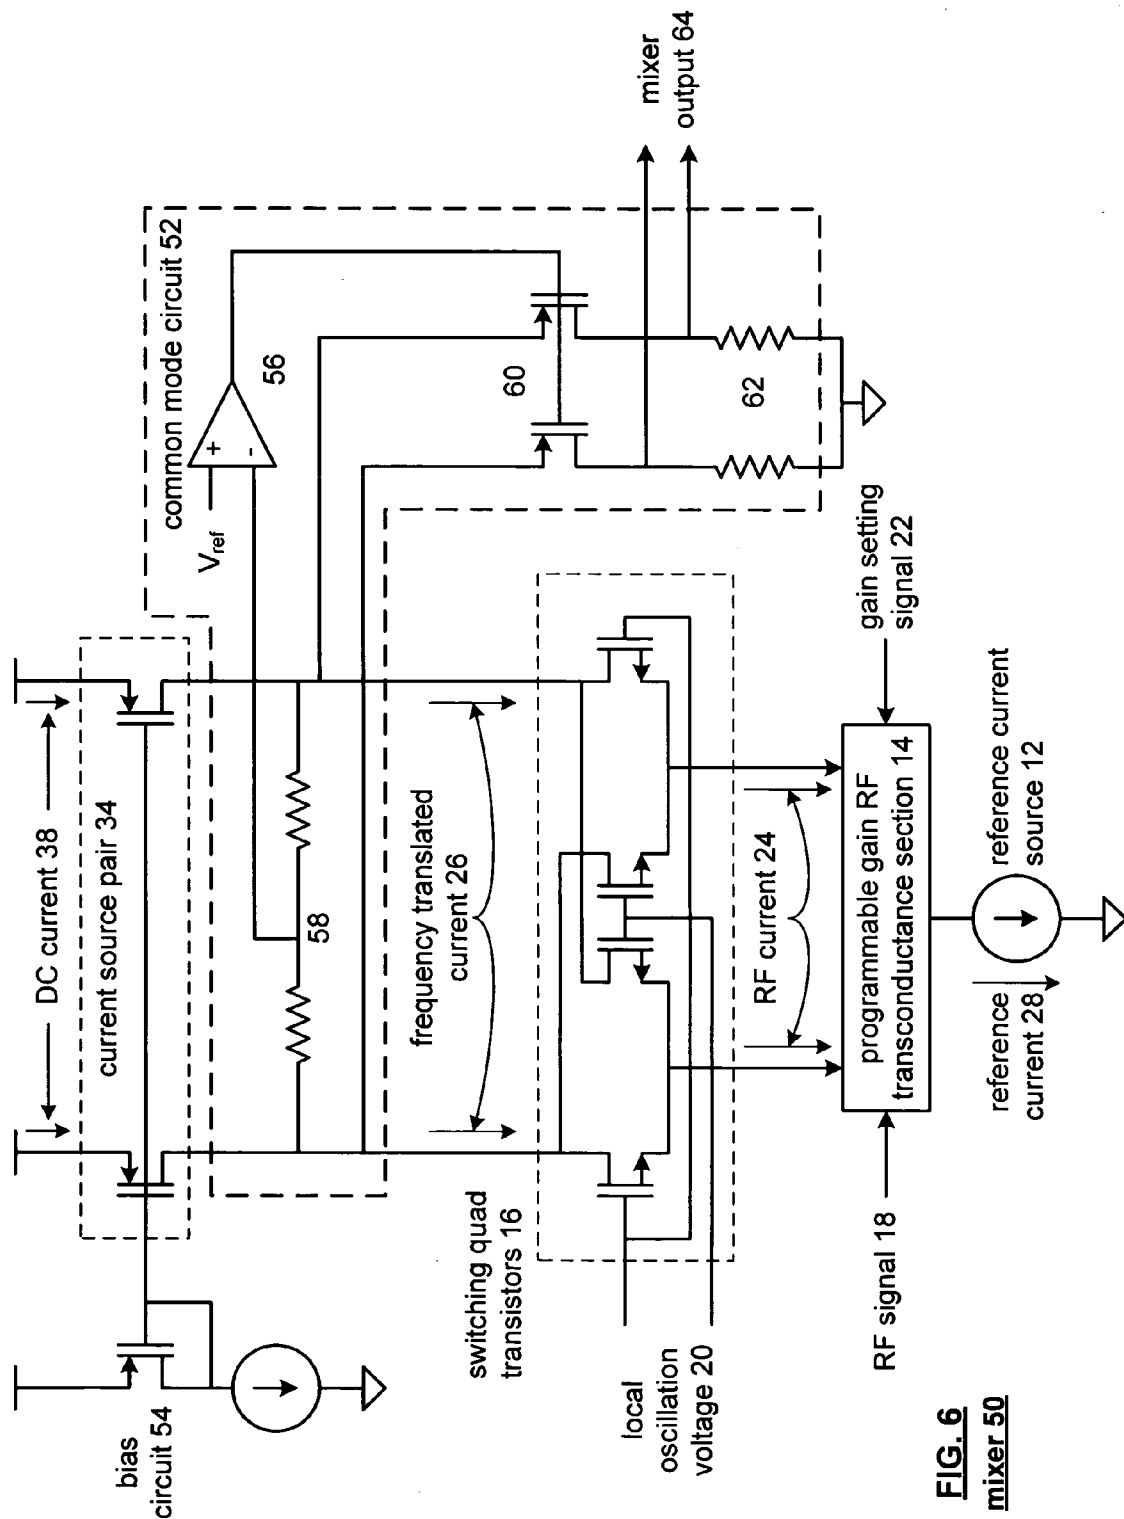 DC current 38
current source pair 34
bias
circuit 54
common mode circuit 52
V_ref
+
-
56
58
60
62
mixer
output 64
frequency translated
current 26
switching quad
transistors 16
local
oscillation
voltage 20
RF current 24
RF signal 18
programmable gain RF
transconductance section 14
gain setting
signal 22
reference current
source 12
reference
current 28
FIG. 6
mixer 50